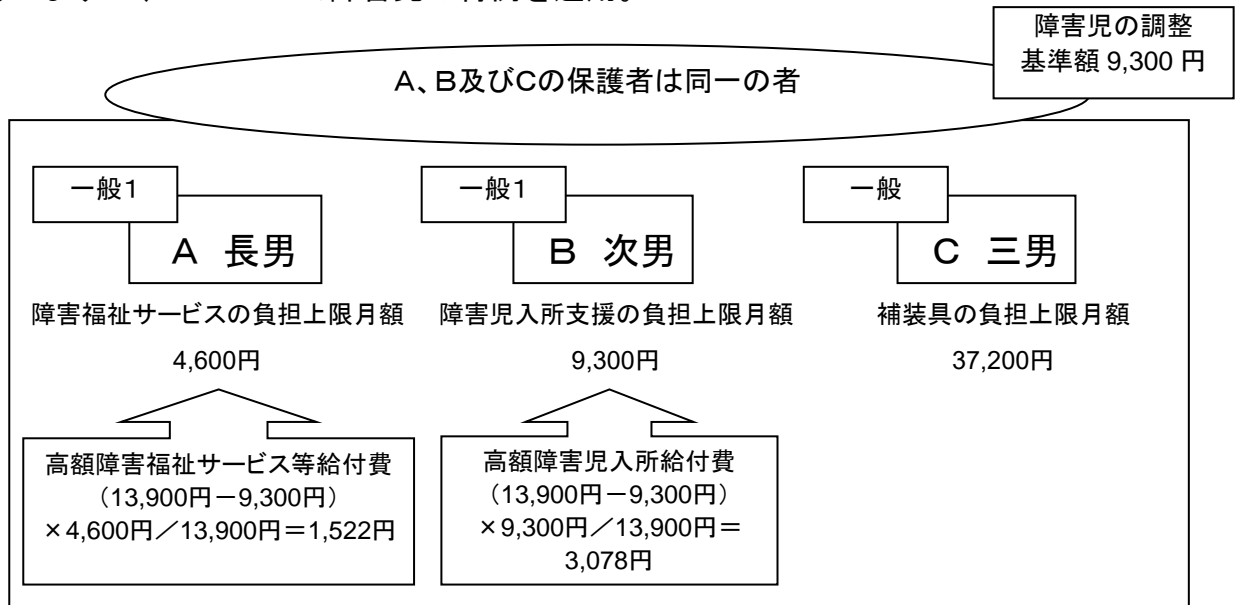 障害児の調整
基準額 9,300 円
A、B及びCの保護者は同一の者
一般1
A 長男
障害福祉サービスの負担上限月額
4,600円
高額障害福祉サービス等給付費
(13,900円-9,300円)
×4,600円/13,900円=1,522円
一般1
B 次男
障害児入所支援の負担上限月額
9,300円
高額障害児入所給付費
(13,900円-9,300円)
×9,300円/13,900円=
3,078円
一般
C 三男
補装具の負担上限月額
37,200円